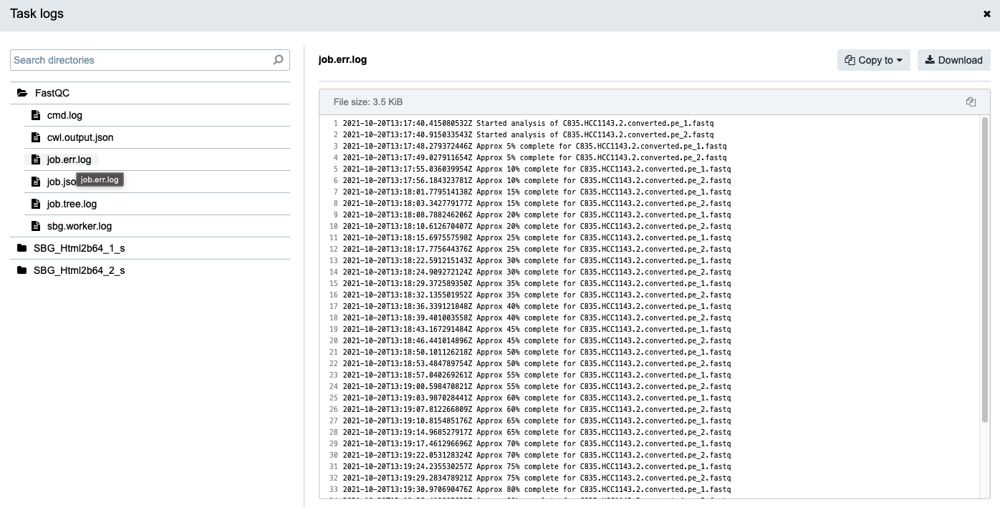 Task logs
Search directories
FastQC
cmd.log
cwl.output.json
job.err.log
job.jso
job.err.log
job.tree.log
sbg.worker.log
SBG_Html2b64_1_s
SBG_Html2b64_2_s
job.err.log
Copy to
Download
File size: 3.5 KiB
1 2021-10-20T13:17:40.415080532Z Started analysis of C835.HCC1143.2.converted.pe_1.fastq
2 2021-10-20T13:17:40.915033543Z Started analysis of C835.HCC1143.2.converted.pe_2.fastq
3 2021-10-20T13:17:48.279372446Z Approx 5% complete for C835.HCC1143.2.converted.pe_1.fastq
4 2021-10-20T13:17:49.027911654Z Approx 5% complete for C835.HCC1143.2.converted.pe_2.fastq
5 2021-10-20T13:17:55.036039954Z Approx 10% complete for C835.HCC1143.2.converted.pe_1.fastq
6 2021-10-20T13:17:56.184323781Z Approx 10% complete for C835.HCC1143.2.converted.pe_2.fastq
7 2021-10-20T13:18:01.779514138Z Approx 15% complete for C835.HCC1143.2.converted.pe_1.fastq
8 2021-10-20T13:18:03.342779177Z Approx 15% complete for C835.HCC1143.2.converted.pe_2.fastq
9 2021-10-20T13:18:08.788246206Z Approx 20% complete for C835.HCC1143.2.converted.pe_1.fastq
10 2021-10-20T13:18:10.612670407Z Approx 20% complete for C835.HCC1143.2.converted.pe_2.fastq
11 2021-10-20T13:18:15.697557598Z Approx 25% complete for C835.HCC1143.2.converted.pe_1.fastq
12 2021-10-20T13:18:17.775644376Z Approx 25% complete for C835.HCC1143.2.converted.pe_2.fastq
13 2021-10-20T13:18:22.591215143Z Approx 30% complete for C835.HCC1143.2.converted.pe_1.fastq
14 2021-10-20T13:18:24.909272124Z Approx 30% complete for C835.HCC1143.2.converted.pe_2.fastq
15 2021-10-20T13:18:29.372589350Z Approx 35% complete for C835.HCC1143.2.converted.pe_1.fastq
16 2021-10-20T13:18:32.135501952Z Approx 35% complete for C835.HCC1143.2.converted.pe_2.fastq
17 2021-10-20T13:18:36.339121848Z Approx 40% complete for C835.HCC1143.2.converted.pe_1.fastq
18 2021-10-20T13:18:39.401003558Z Approx 40% complete for C835.HCC1143.2.converted.pe_2.fastq
19 2021-10-20T13:18:43.167291484Z Approx 45% complete for C835.HCC1143.2.converted.pe_1.fastq
20 2021-10-20T13:18:46.441014896Z Approx 45% complete for C835.HCC1143.2.converted.pe_2.fastq
21 2021-10-20T13:18:50.101126218Z Approx 50% complete for C835.HCC1143.2.converted.pe_1.fastq
22 2021-10-20T13:18:53.484789754Z Approx 50% complete for C835.HCC1143.2.converted.pe_2.fastq
23 2021-10-20T13:18:57.040269261Z Approx 55% complete for C835.HCC1143.2.converted.pe_1.fastq
24 2021-10-20T13:19:00.598470821Z Approx 55% complete for C835.HCC1143.2.converted.pe_2.fastq
25 2021-10-20T13:19:03.987028441Z Approx 60% complete for C835.HCC1143.2.converted.pe_1.fastq
26 2021-10-20T13:19:07.812266809Z Approx 60% complete for C835.HCC1143.2.converted.pe_2.fastq
27 2021-10-20T13:19:10.815485176Z Approx 65% complete for C835.HCC1143.2.converted.pe_1.fastq
28 2021-10-20T13:19:14.968527917Z Approx 65% complete for C835.HCC1143.2.converted.pe_2.fastq
29 2021-10-20T13:19:17.461296696Z Approx 70% complete for C835.HCC1143.2.converted.pe_1.fastq
30 2021-10-20T13:19:22.053128324Z Approx 70% complete for C835.HCC1143.2.converted.pe_2.fastq
31 2021-10-20T13:19:24.235530257Z Approx 75% complete for C835.HCC1143.2.converted.pe_1.fastq
32 2021-10-20T13:19:29.283478921Z Approx 75% complete for C835.HCC1143.2.converted.pe_2.fastq
33 2021-10-20T13:19:30.970690476Z Approx 80% complete for C835.HCC1143.2.converted.pe_1.fastq